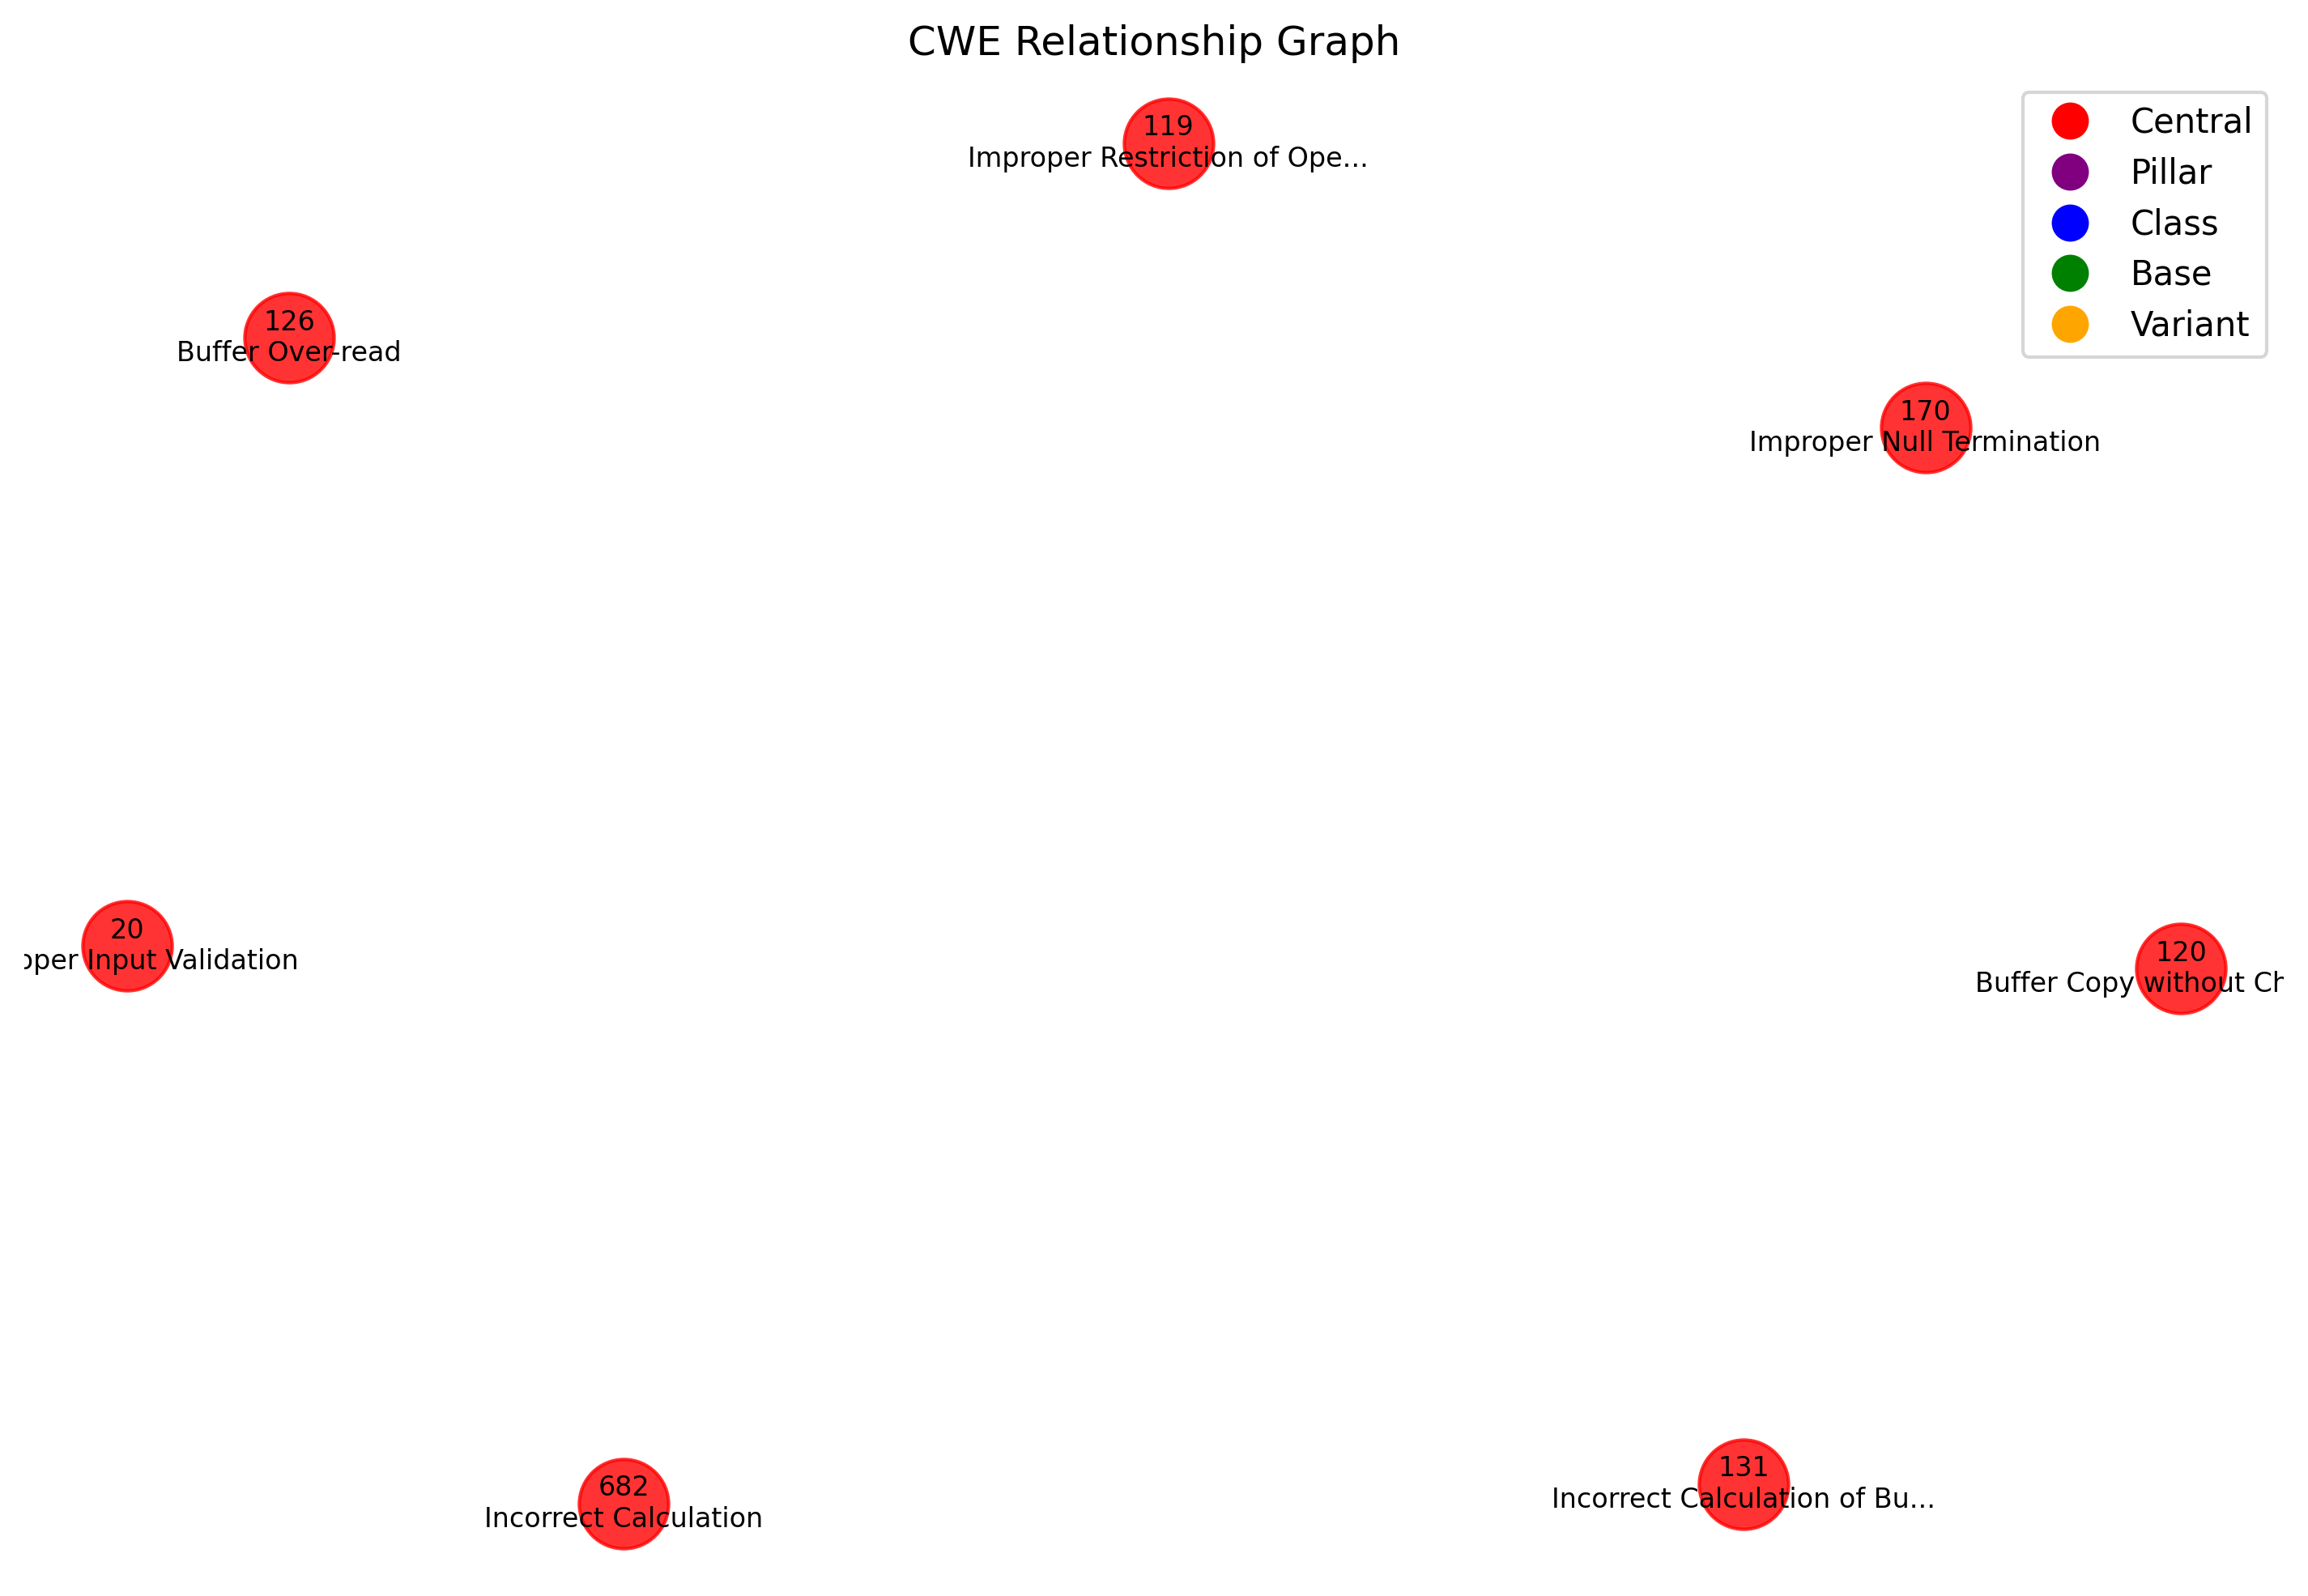 CWE Relationship Graph
119
Improper Restriction of Ope...
Central
Pillar
Class
Base
Variant
126
Buffer Over-read
170
Improper Null Termination
20
per Input Validation
120
Buffer Copy without Ch
682
Incorrect Calculation
131
Incorrect Calculation of Bu...